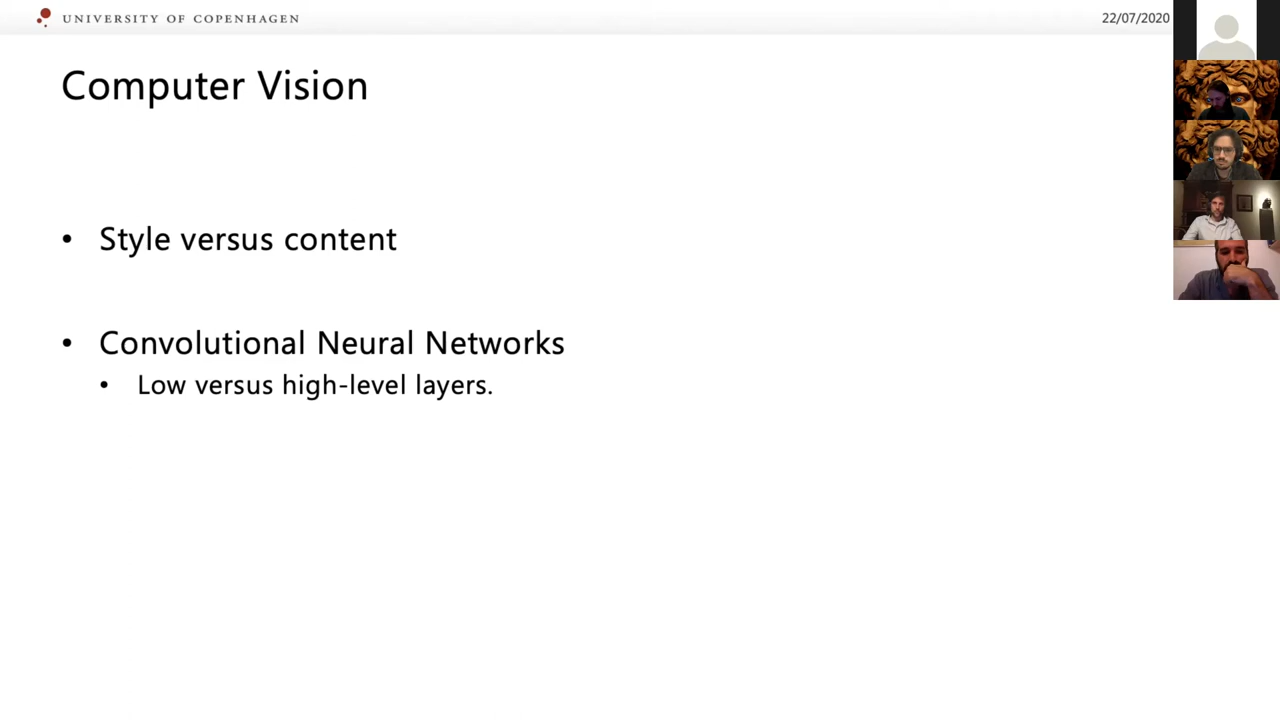 UNIVERSITY OF COPENHAGEN
22/07/2020
Computer Vision
• Style versus content
• Convolutional Neural Networks
• Low versus high-level layers.